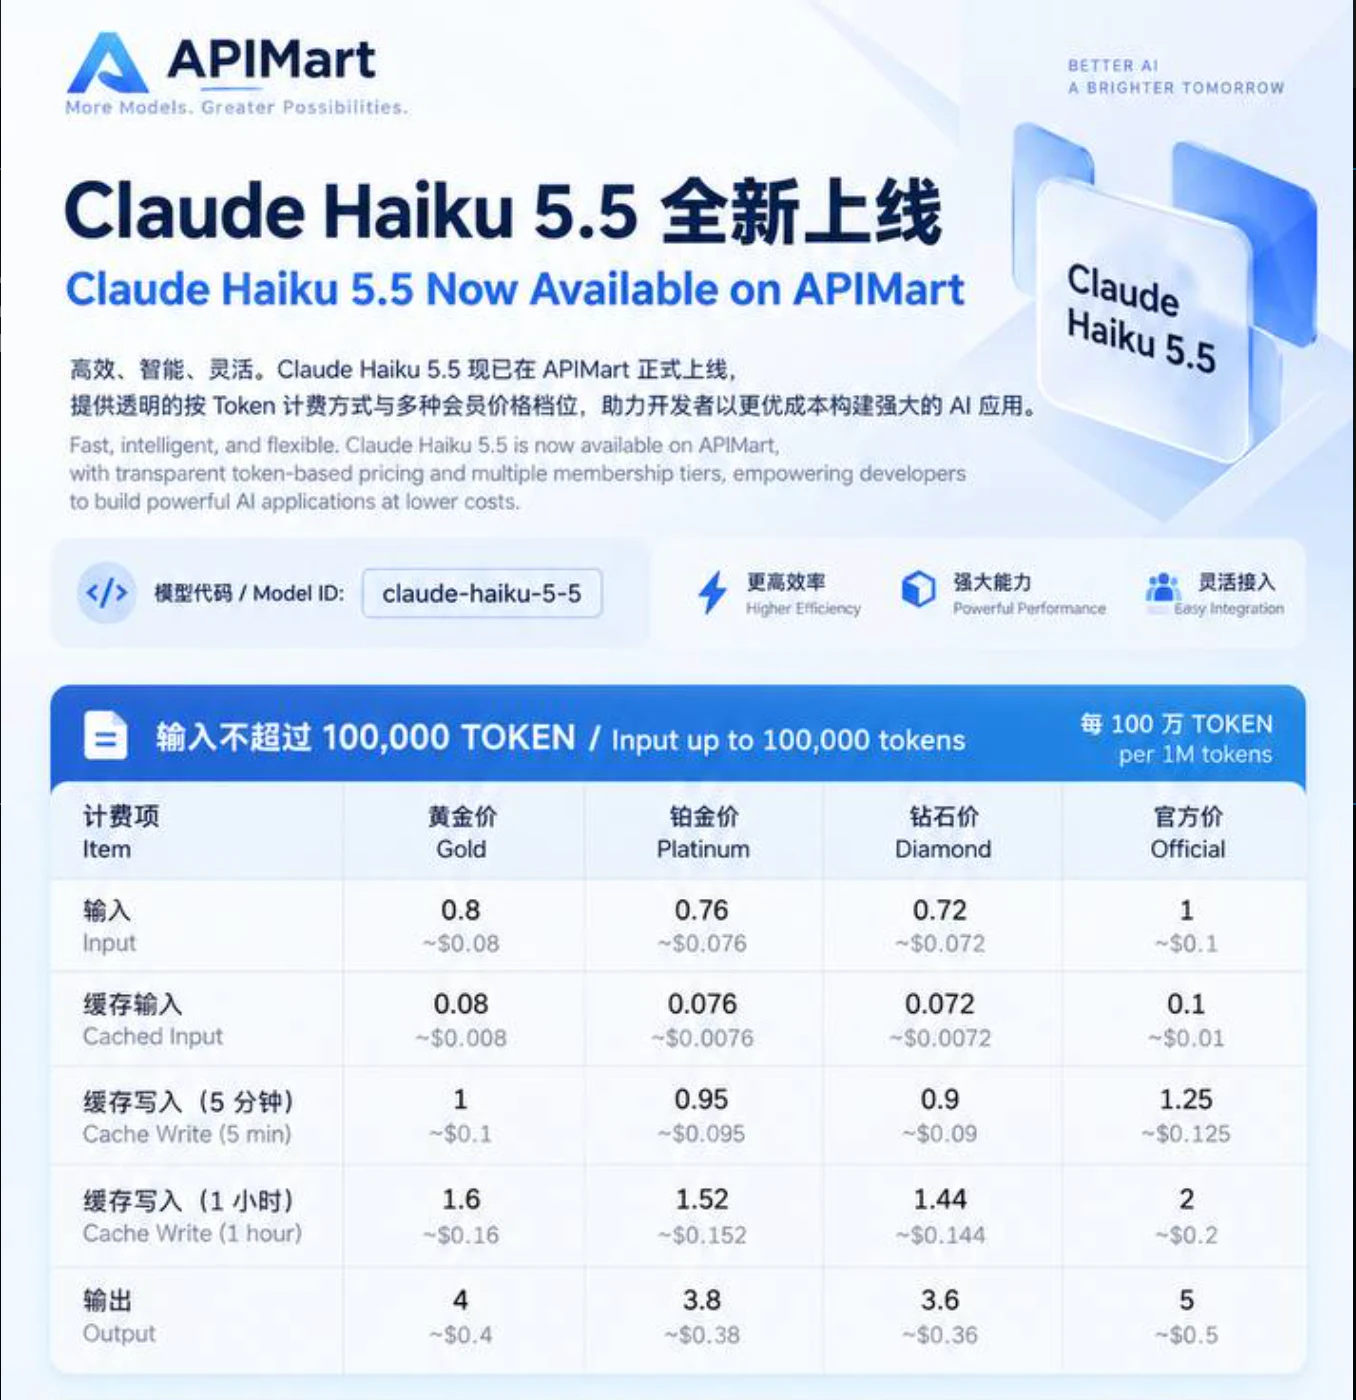 APIMart
More Models. Greater Possibilities.
BETTER AI
A BRIGHTER TOMORROW
Claude Haiku 5.5 全新上线
Claude Haiku 5.5 Now Available on APIMart
Claude
Haiku 5.5
高效、智能、灵活。Claude Haiku 5.5 现已在 APIMart 正式上线，
提供透明的按 Token 计费方式与多种会员价格档位，助力开发者以更优成本构建强大的 AI 应用。
Fast, intelligent, and flexible. Claude Haiku 5.5 is now available on APIMart,
with transparent token-based pricing and multiple membership tiers, empowering developers
to build powerful AI applications at lower costs.
</> 模型代码 / Model ID: claude-haiku-5-5
更高效率
Higher Efficiency
强大能力
Powerful Performance
灵活接入
Easy Integration
输入不超过 100,000 TOKEN / Input up to 100,000 tokens
每 100 万 TOKEN
per 1M tokens
计费项 黄金价 铂金价 钻石价 官方价
Item Gold Platinum Diamond Official
输入 0.8 0.76 0.72 1
Input ~$0.08 ~$0.076 ~$0.072 ~$0.1
缓存输入 0.08 0.076 0.072 0.1
Cached Input ~$0.008 ~$0.0076 ~$0.0072 ~$0.01
缓存写入（5 分钟） 1 0.95 0.9 1.25
Cache Write (5 min) ~$0.1 ~$0.095 ~$0.09 ~$0.125
缓存写入（1 小时） 1.6 1.52 1.44 2
Cache Write (1 hour) ~$0.16 ~$0.152 ~$0.144 ~$0.2
输出 4 3.8 3.6 5
Output ~$0.4 ~$0.38 ~$0.36 ~$0.5